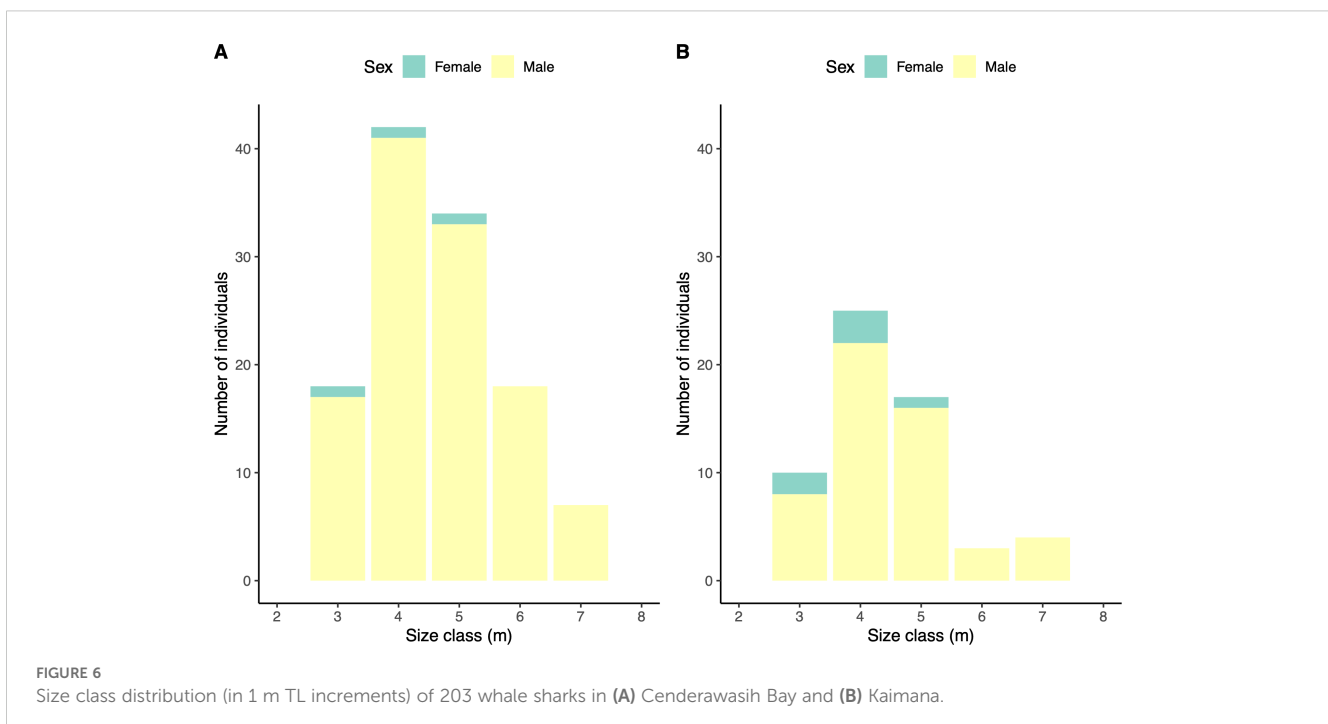 A
Sex Female Male
Number of individuals
40
30
20
10
0
2 3 4 5 6 7 8
Size class (m)
B
Sex Female Male
Number of individuals
40
30
20
10
0
2 3 4 5 6 7 8
Size class (m)
FIGURE 6
Size class distribution (in 1 m TL increments) of 203 whale sharks in (A) Cenderawasih Bay and (B) Kaimana.